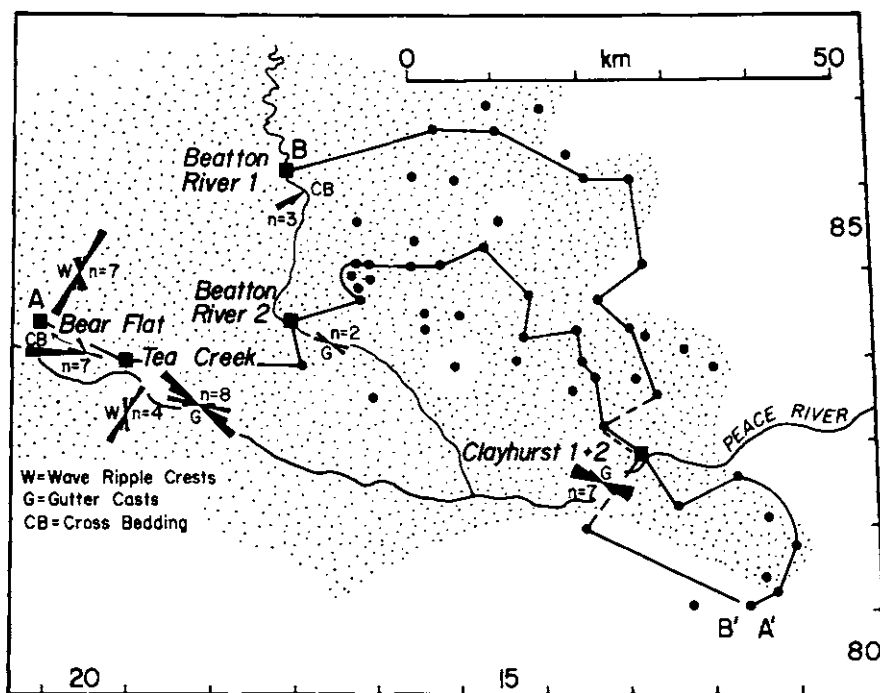 0 km 50
B
Beatton
River 1
CB
n=3
85
W n=7
A
Bear Flat
Beatton
River 2
CB
n=7
Tea Creek
n=2
G
n=8
W n=4
G
PEACE RIVER
Clayhurst 1+2
G
n=7
W=Wave Ripple Crests
G=Gutter Casts
CB=Cross Bedding
B' A'
80
20 15